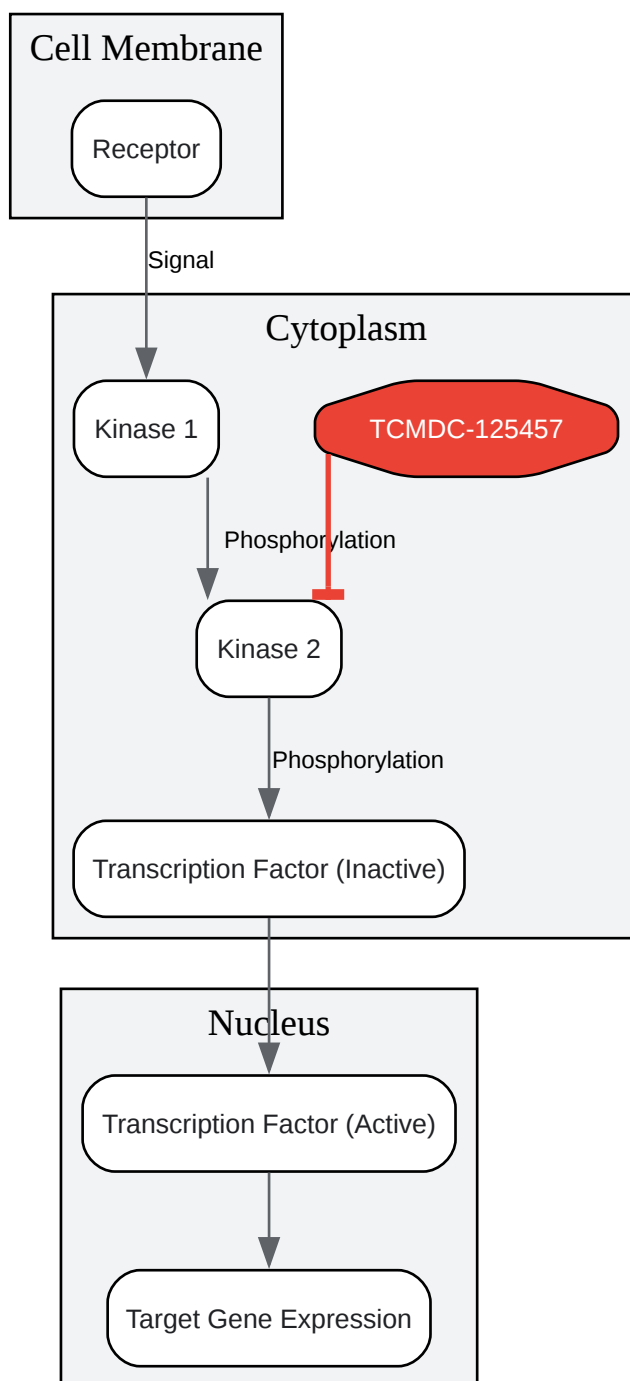 Cell Membrane
Receptor
Signal
Cytoplasm
Kinase 1
TCMDC-125457
Phosphorylation
Kinase 2
Phosphorylation
Transcription Factor (Inactive)
Nucleus
Transcription Factor (Active)
Target Gene Expression